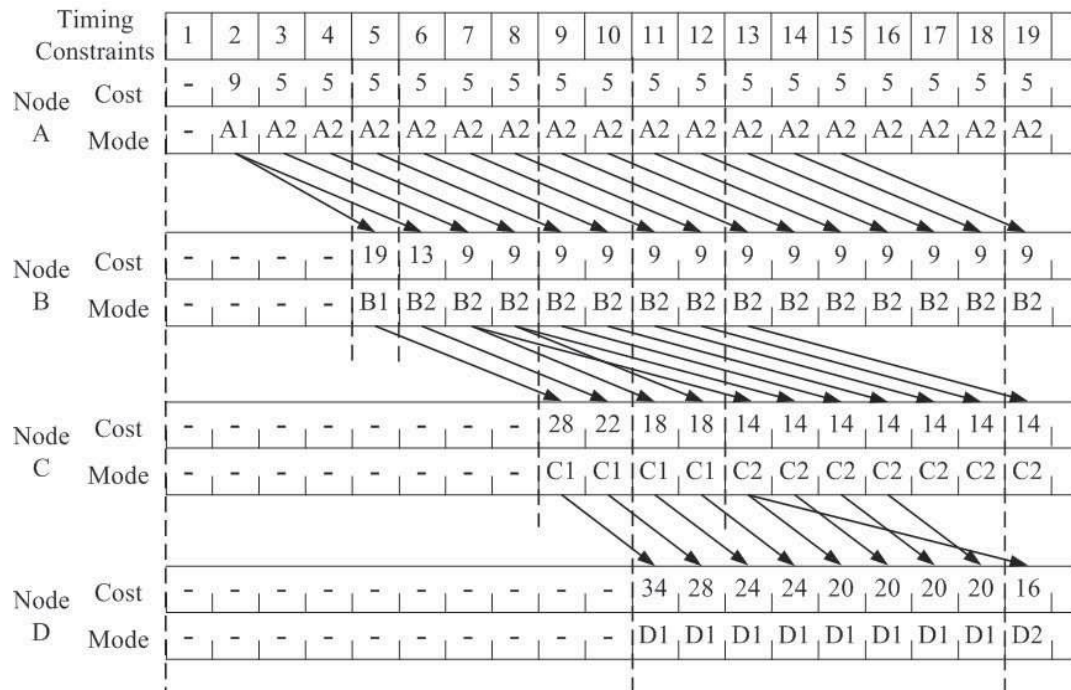 Timing Constraints 1 2 3 4 5 6 7 8 9 10 11 12 13 14 15 16 17 18 19
Node A Cost - 9 5 5 5 5 5 5 5 5 5 5 5 5 5 5 5 5 5
Mode - A1 A2 A2 A2 A2 A2 A2 A2 A2 A2 A2 A2 A2 A2 A2 A2 A2 A2
Node B Cost - - - - 19 13 9 9 9 9 9 9 9 9 9 9 9 9 9
Mode - - - - B1 B2 B2 B2 B2 B2 B2 B2 B2 B2 B2 B2 B2 B2 B2
Node C Cost - - - - - - - - 28 22 18 18 14 14 14 14 14 14 14
Mode - - - - - - - - C1 C1 C1 C1 C2 C2 C2 C2 C2 C2 C2
Node D Cost - - - - - - - - - - 34 28 24 24 20 20 20 20 16
Mode - - - - - - - - - - D1 D1 D1 D1 D1 D1 D1 D1 D2